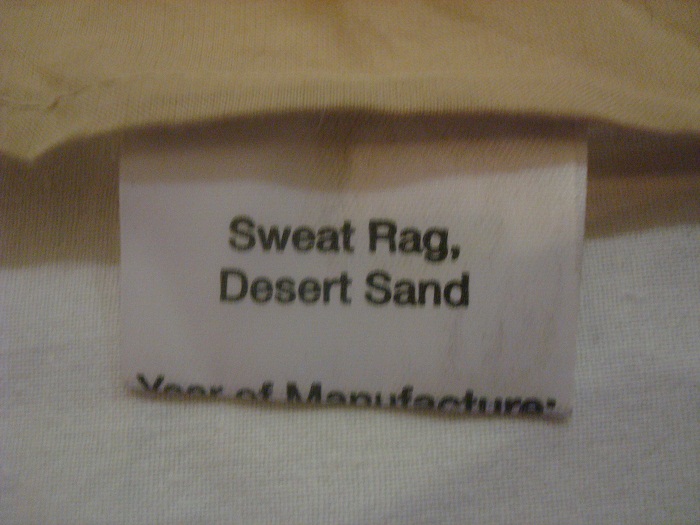 Sweat Rag,
Desert Sand
Year of Manufacture: